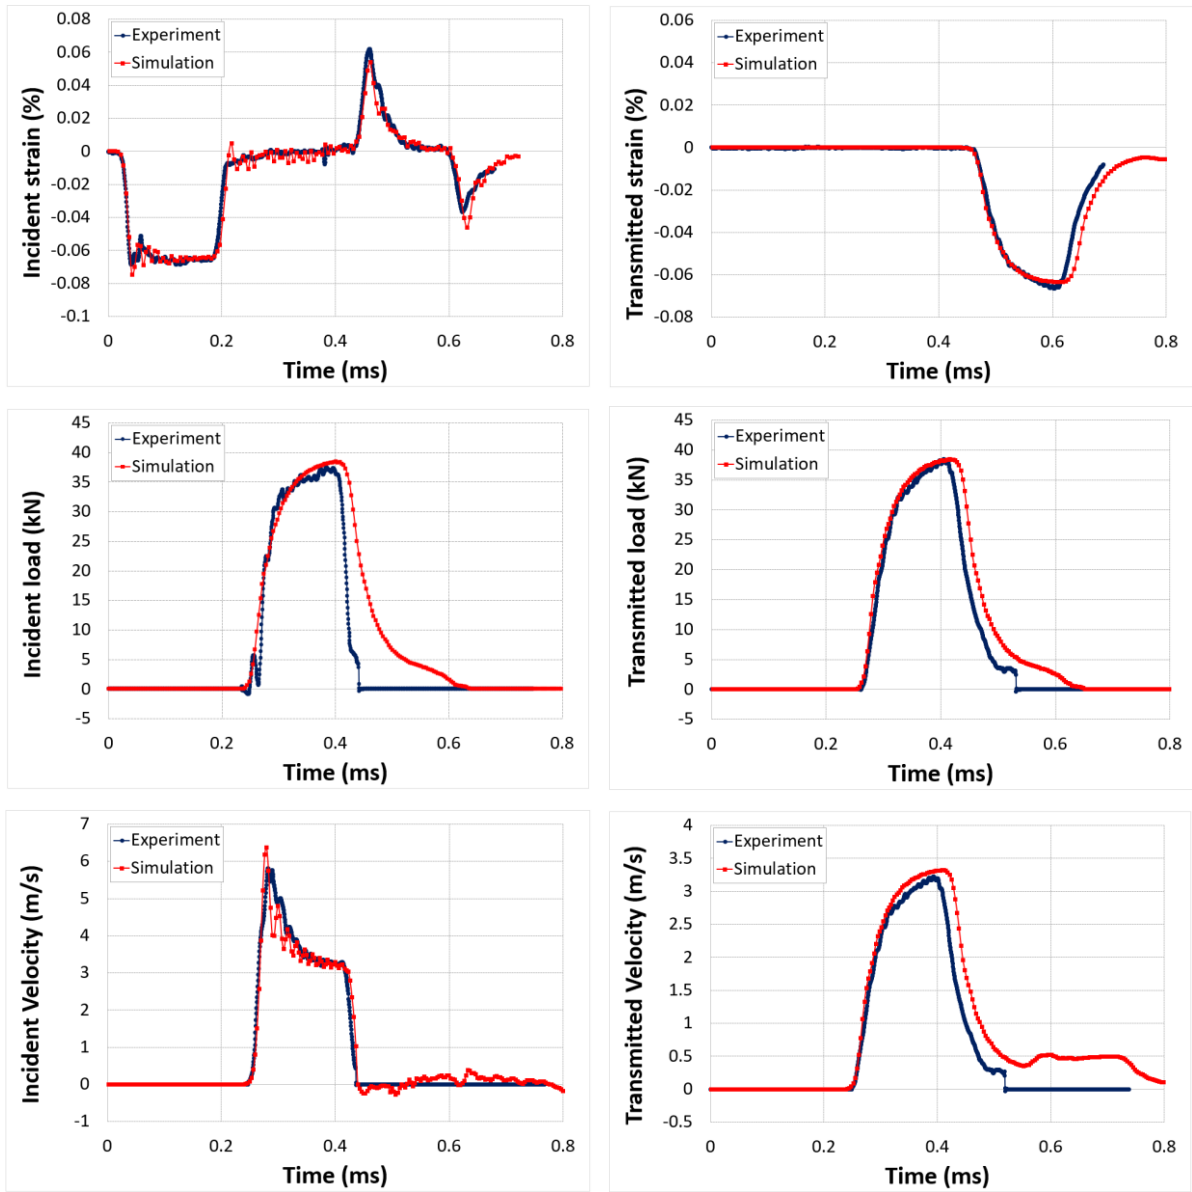 Incident strain (%)
0.08
0.06
0.04
0.02
0
-0.02
-0.04
-0.06
-0.08
-0.1
Experiment
Simulation
0 0.2 0.4 0.6 0.8
Time (ms)
Transmitted strain (%)
0.06
0.04
0.02
0
-0.02
-0.04
-0.06
-0.08
Experiment
Simulation
0 0.2 0.4 0.6 0.8
Time (ms)
Incident load (kN)
45
40
35
30
25
20
15
10
5
0
-5
Experiment
Simulation
0 0.2 0.4 0.6 0.8
Time (ms)
Transmitted load (kN)
45
40
35
30
25
20
15
10
5
0
-5
Experiment
Simulation
0 0.2 0.4 0.6 0.8
Time (ms)
Incident Velocity (m/s)
7
6
5
4
3
2
1
0
-1
Experiment
Simulation
0 0.2 0.4 0.6 0.8
Time (ms)
Transmitted Velocity (m/s)
4
3.5
3
2.5
2
1.5
1
0.5
0
-0.5
Experiment
Simulation
0 0.2 0.4 0.6 0.8
Time (ms)